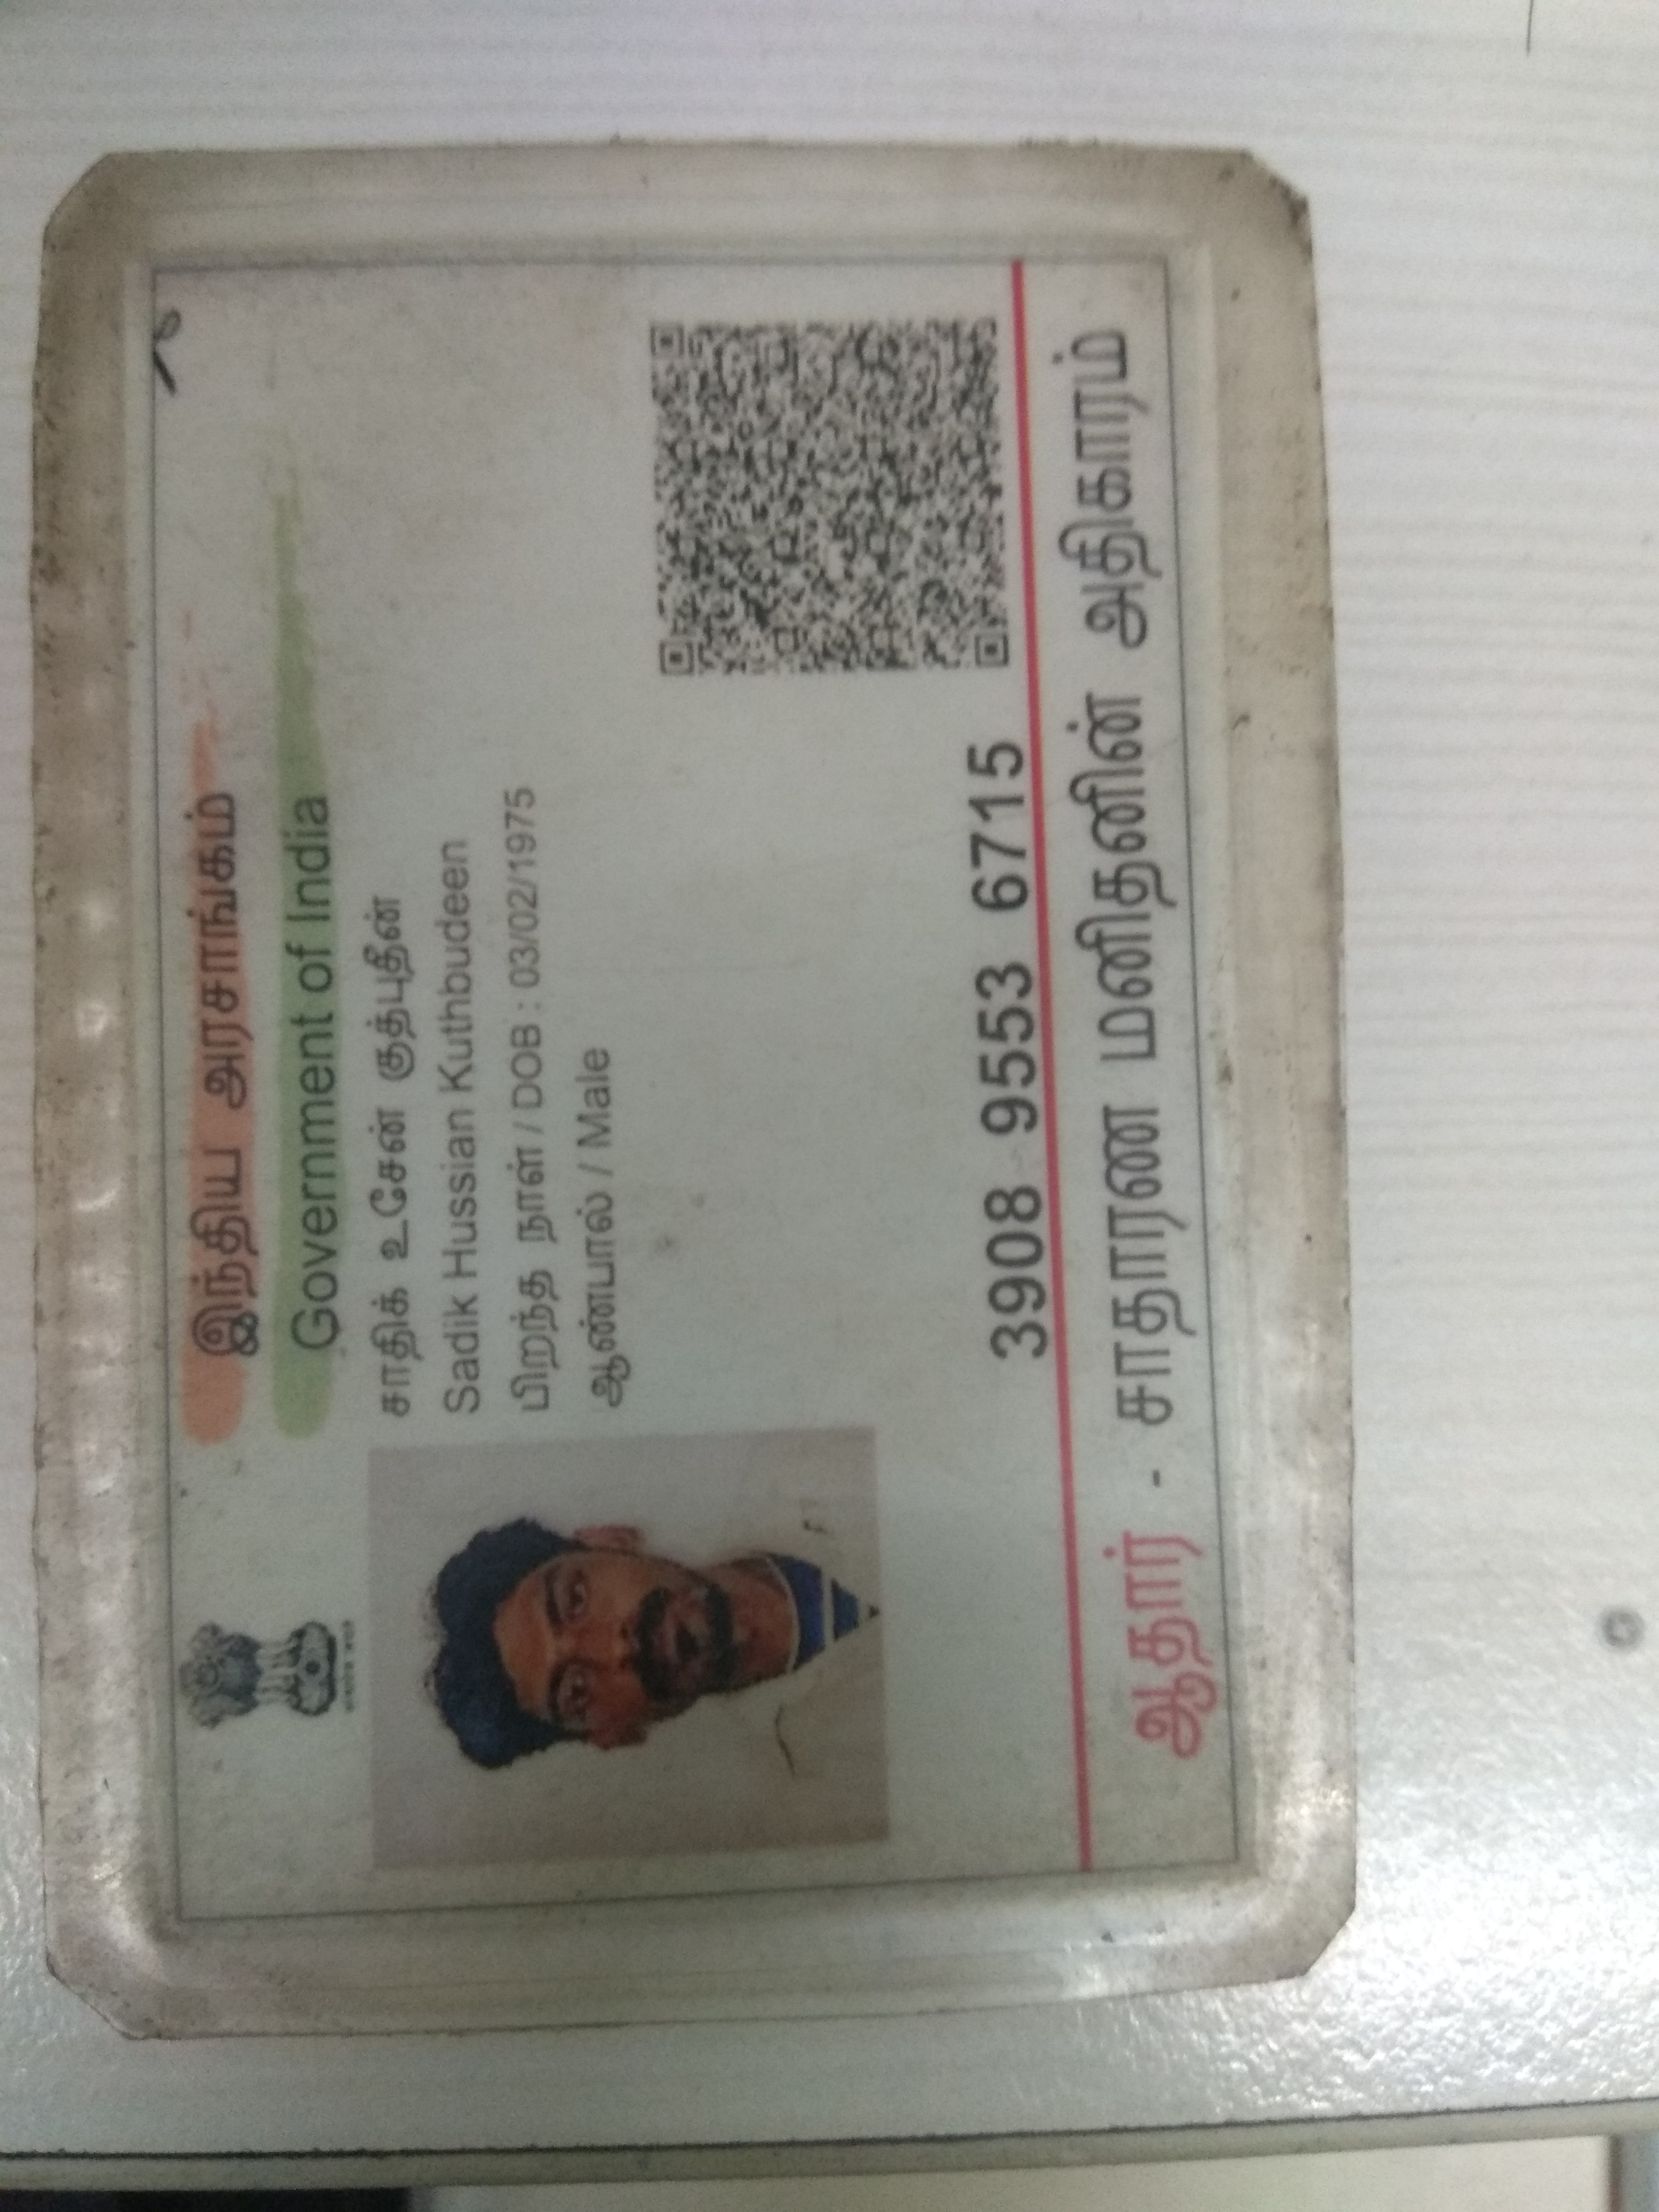 இந்திய அரசாங்கம்
Government of India
சாதிக் உசேன் குத்புதீன்
Sadik Hussian Kuthbudeen
பிறந்த நாள் / DOB : 03/02/1975
ஆண்பால் / Male
3908 9553 6715
ஆதார் - சாதாரண மனிதனின் அதிகாரம்